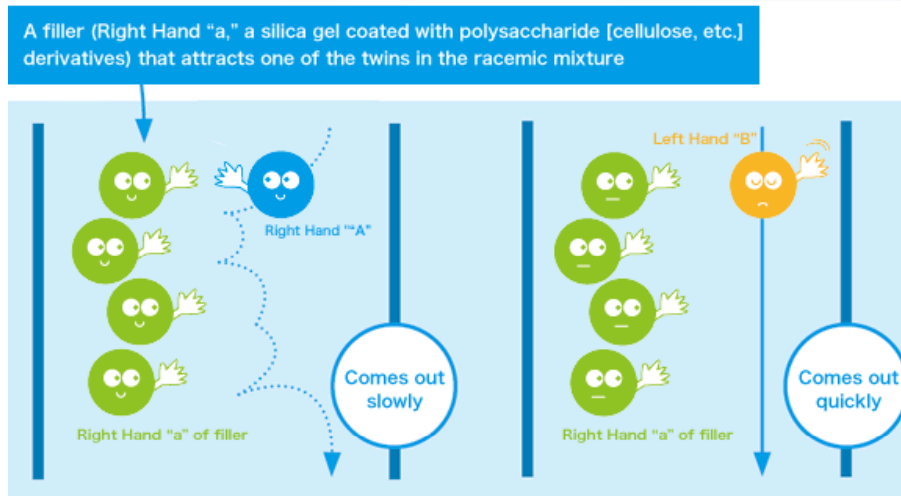 A filler (Right Hand “a,” a silica gel coated with polysaccharide [cellulose, etc.]
derivatives) that attracts one of the twins in the racemic mixture
Right Hand ““A”
Comes out
slowly
Right Hand “a” of filler
Left Hand “B”
Comes out
quickly
Right Hand “a” of filler